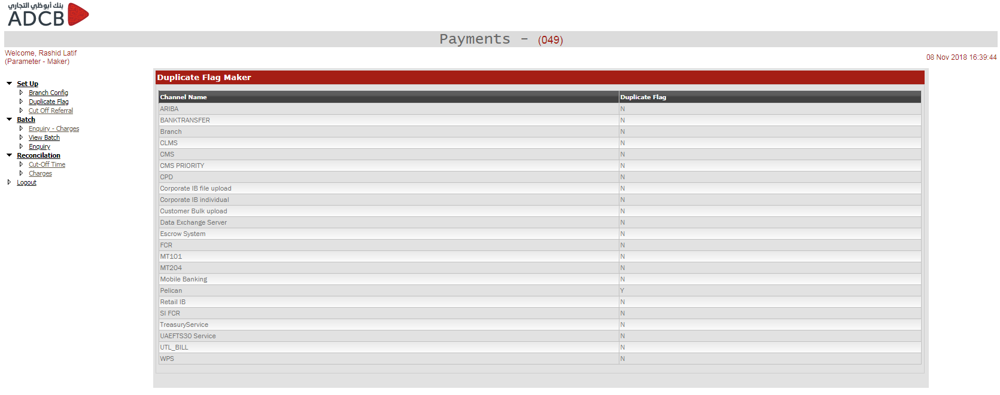 بنك أبوظبي التجاري
ADCB
Payments - (049)
Welcome, Rashid Latif
(Parameter - Maker)
08 Nov 2018 16:39:44
Set Up
Branch Config
Duplicate Flag
Cut Off Referral
Batch
Enquiry - Charges
View Batch
Enquiry
Reconcilation
Cut-Off Time
Charges
Logout
Duplicate Flag Maker
Channel Name Duplicate Flag
ARIBA N
BANKTRANSFER N
Branch N
CLMS N
CMS N
CMS PRIORITY N
CPD N
Corporate IB file upload N
Corporate IB individual N
Customer Bulk upload N
Data Exchange Server N
Escrow System N
FCR N
MT101 N
MT204 N
Mobile Banking N
Pelican Y
Retail IB N
SI FCR N
TreasuryService N
UAEFTS30 Service N
UTL_BILL N
WPS N